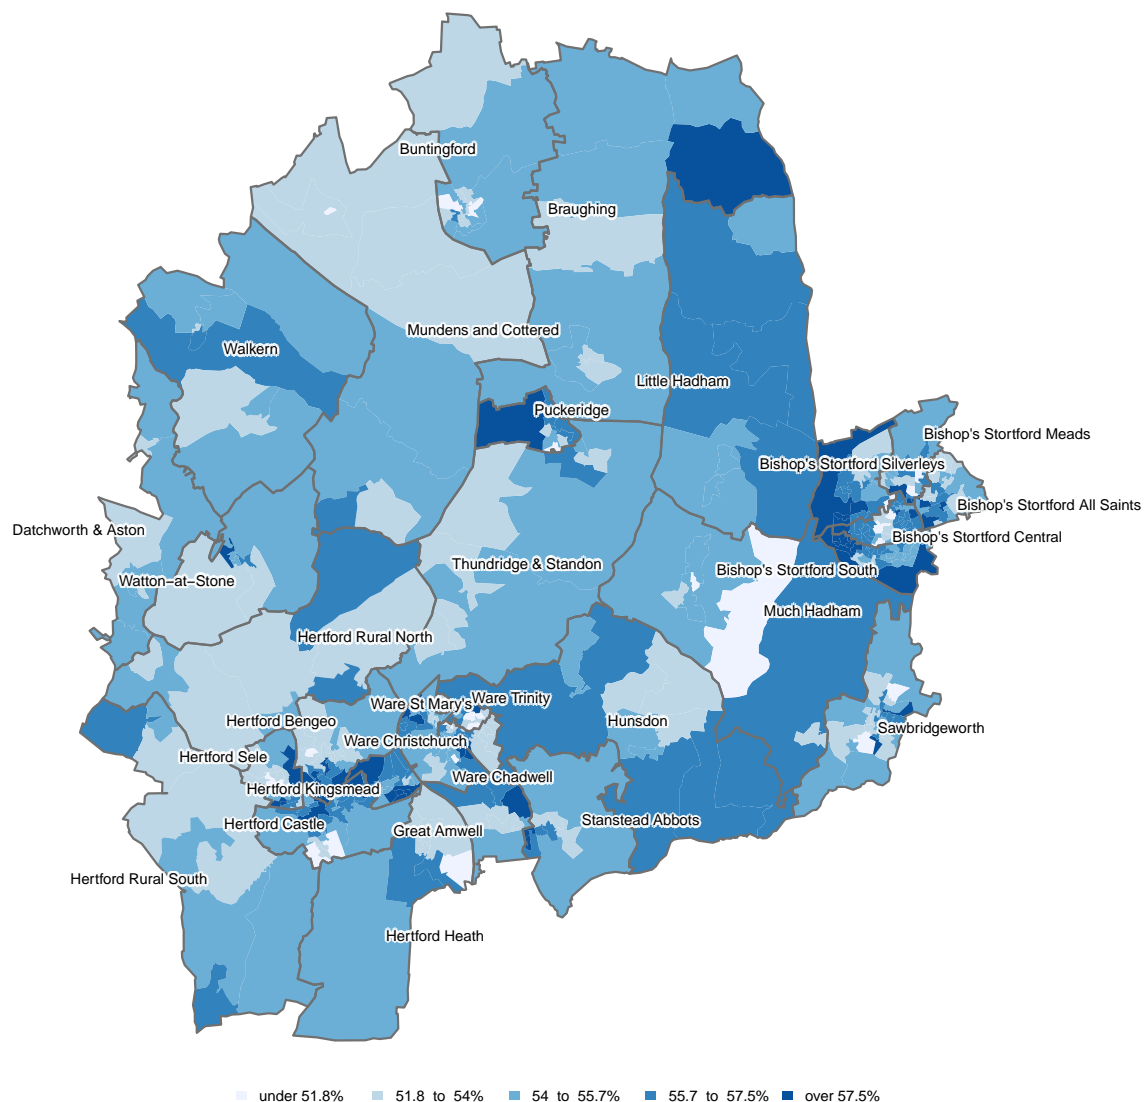 Buntingford
Braughing
Mundens and Cottered
Walkern
Little Hadham
Puckeridge
Bishop's Stortford Meads
Bishop's Stortford Silverleys
Bishop's Stortford All Saints
Datchworth & Aston
Bishop's Stortford Central
Thundridge & Standon
Bishop's Stortford South
Watton−at−Stone
Much Hadham
Hertford Rural North
Ware St Mary's
Ware Trinity
Hertford Bengeo
Hunsdon
Sawbridgeworth
Ware Christchurch
Hertford Sele
Ware Chadwell
Hertford Kingsmead
Stanstead Abbots
Hertford Castle
Great Amwell
Hertford Rural South
Hertford Heath
under 51.8% 51.8 to 54% 54 to 55.7% 55.7 to 57.5% over 57.5%